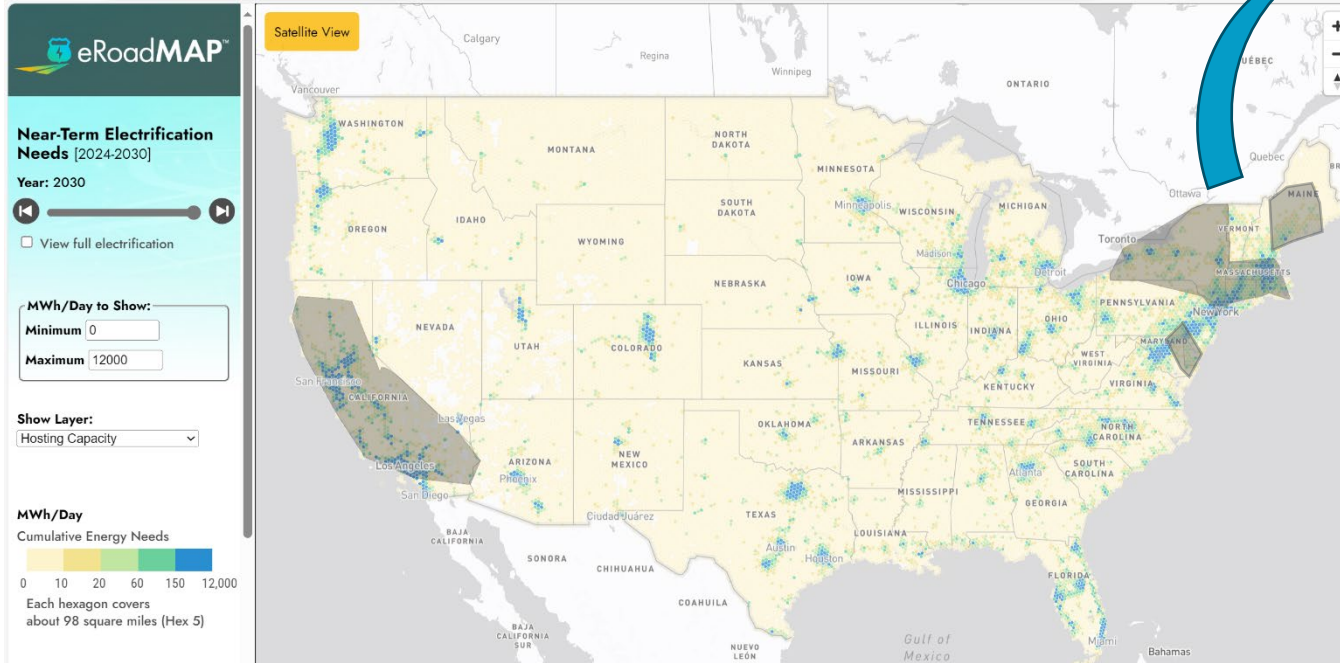 eRoadMAP™
Near-Term Electrification
Needs [2024-2030]
Year: 2030
View full electrification
MWh/Day to Show:
Minimum 0
Maximum 12000
Show Layer:
Hosting Capacity
MWh/Day
Cumulative Energy Needs
0 10 20 60 150 12,000
Each hexagon covers
about 98 square miles (Hex 5)
Satellite View
Calgary
Regina
Winnipeg
Vancouver
ONTARIO
Quebec
Ottawa
Toronto
WASHINGTON
MONTANA
NORTH
DAKOTA
MINNESOTA
Minneapolis
WISCONSIN
MICHIGAN
MAINE
VERMONT
MASSACHUSETTS
OREGON
IDAHO
WYOMING
SOUTH
DAKOTA
Madison
Chicago
Detroit
NEBRASKA
IOWA
PENNSYLVANIA
New York
NEVADA
UTAH
COLORADO
ILLINOIS
INDIANA
OHIO
MARYLAND
WEST
VIRGINIA
VIRGINIA
San Francisco
CALIFORNIA
Las Vegas
KANSAS
MISSOURI
KENTUCKY
Los Angeles
San Diego
ARIZONA
Phoenix
NEW
MEXICO
OKLAHOMA
ARKANSAS
TENNESSEE
NORTH
CAROLINA
SOUTH
CAROLINA
Atlanta
MISSISSIPPI
GEORGIA
Ciudad Juárez
TEXAS
Austin
Houston
LOUISIANA
FLORIDA
Miami
BAJA
CALIFORNIA
SONORA
CHIHUAHUA
COAHUILA
BAJA
CALIFORNIA
SUR
NUEVO
LEÓN
Gulf of
Mexico
Bahamas